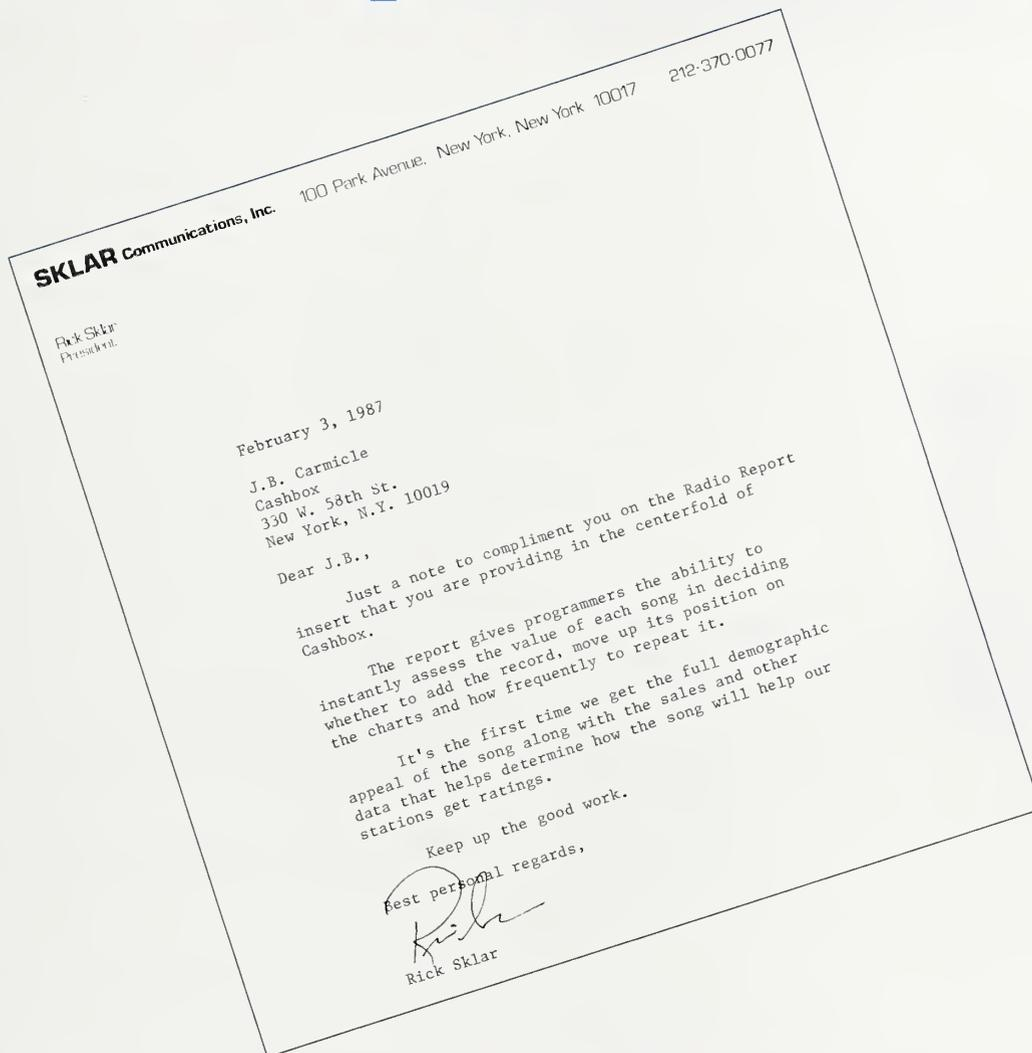 SKLAR Communications, Inc. 100 Park Avenue, New York, New York 10017 212·370·0077
Rick Sklar
President
February 3, 1987
J.B. Carmicle
Cashbox
330 W. 58th St.
New York, N.Y. 10019
Dear J.B.,
Just a note to compliment you on the Radio Report
insert that you are providing in the centerfold of
Cashbox.
The report gives programmers the ability to
instantly assess the value of each song in deciding
whether to add the record, move up its position on
the charts and how frequently to repeat it.
It's the first time we get the full demographic
appeal of the song along with the sales and other
data that helps determine how the song will help our
stations get ratings.
Keep up the good work.
Best personal regards,
Rick
Rick Sklar